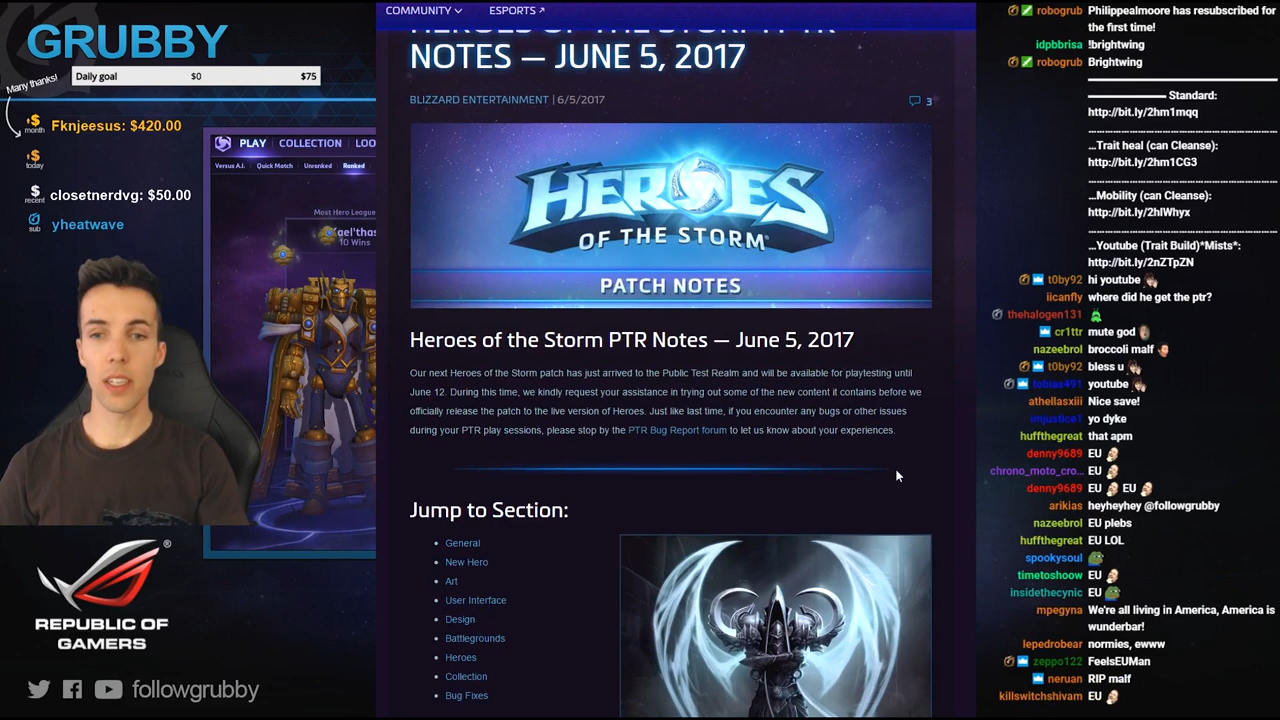 GRUBBY
Many thanks!
Daily goal $0 $75
$ month Fknjeesus: $420.00
$ today
$ recent closetnerdvg: $50.00
sub yheatwave
PLAY COLLECTION LOO
Versus A.I. Quick Match Unranked Ranked
Most Hero League
Kael'thas
10 Wins
REPUBLIC OF
GAMERS
®
followgrubby
COMMUNITY ESPORTS
HEROES OF THE STORM PTR
NOTES — JUNE 5, 2017
BLIZZARD ENTERTAINMENT | 6/5/2017 3
HEROES
OF THE STORM
PATCH NOTES
Heroes of the Storm PTR Notes — June 5, 2017
Our next Heroes of the Storm patch has just arrived to the Public Test Realm and will be available for playtesting until
June 12. During this time, we kindly request your assistance in trying out some of the new content it contains before we
officially release the patch to the live version of Heroes. Just like last time, if you encounter any bugs or other issues
during your PTR play sessions, please stop by the PTR Bug Report forum to let us know about your experiences.
Jump to Section:
General
New Hero
Art
User Interface
Design
Battlegrounds
Heroes
Collection
Bug Fixes
robogrub Philippealmoore has resubscribed for
the first time!
idpbbrisa !brightwing
robogrub Brightwing
Standard:
http://bit.ly/2hm1mqq
...Trait heal (can Cleanse):
http://bit.ly/2hm1CG3
...Mobility (can Cleanse):
http://bit.ly/2hlWhyx
...Youtube (Trait Build)*Mists*:
http://bit.ly/2nZTpZN
t0by92 hi youtube
iicanfly where did he get the ptr?
thehalogen131
cr1ttr mute god
nazeebrol broccoli malf
t0by92 bless u
tobias491 youtube
athellasxiii Nice save!
imjustice1 yo dyke
huffthegreat that apm
denny9689 EU
chrono_moto_cro... EU
denny9689 EU EU
arikias heyheyhey @followgrubby
nazeebrol EU plebs
huffthegreat EU LOL
spookysoul
timetoshoow EU
insidethecynic EU
mpegyna We're all living in America, America is
wunderbar!
lepedrobear normies, ewww
zeppo122 FeelsEUMan
neruan RIP malf
killswitchshivam EU